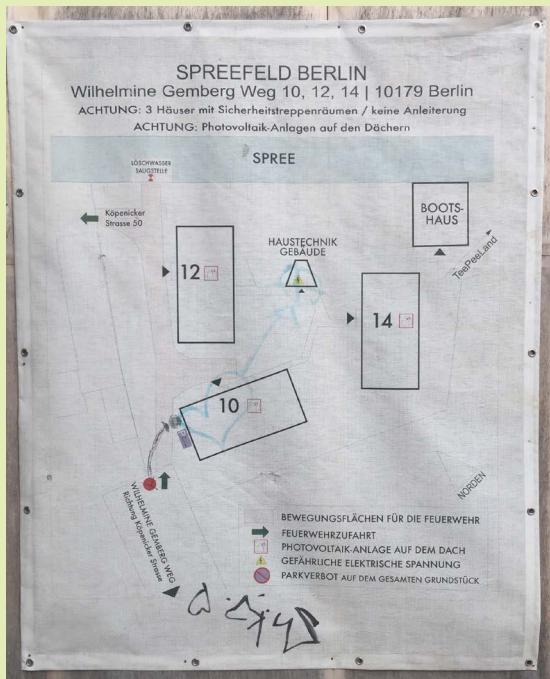 SPREEFELD BERLIN
Wilhelmine Gemberg Weg 10, 12, 14 | 10179 Berlin
ACHTUNG: 3 Häuser mit Sicherheitstreppenräumen / keine Anleiterung
ACHTUNG: Photovoltaik-Anlagen auf den Dächern
SPREE
LÖSCHWASSER
SAUGSTELLE
Köpenicker
Strasse 50
BOOTS-
HAUS
HAUSTECHNIK
GEBÄUDE
TeePeeLand
12
14
10
WILHELMINE GEMBERG WEG
Richtung Köpenicker Strasse
NORDEN
BEWEGUNGSFLÄCHEN FÜR DIE FEUERWEHR
FEUERWEHRZUFAHRT
PHOTOVOLTAIK-ANLAGE AUF DEM DACH
GEFÄHRLICHE ELEKTRISCHE SPANNUNG
PARKVERBOT AUF DEM GESAMTEN GRUNDSTÜCK